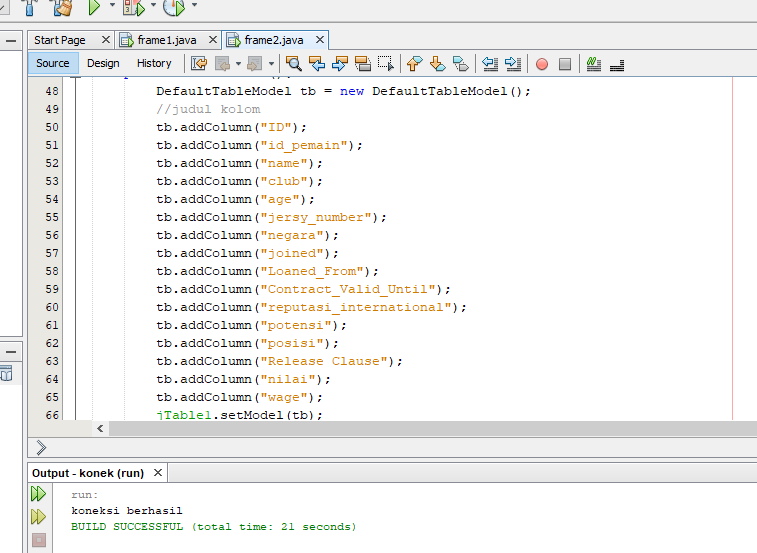 Start Page
frame1.java
frame2.java
Source Design History
48 DefaultTableModel tb = new DefaultTableModel();
49 //judul kolom
50 tb.addColumn("ID");
51 tb.addColumn("id_pemain");
52 tb.addColumn("name");
53 tb.addColumn("club");
54 tb.addColumn("age");
55 tb.addColumn("jersy_number");
56 tb.addColumn("negara");
57 tb.addColumn("joined");
58 tb.addColumn("Loaned_From");
59 tb.addColumn("Contract_Valid_Until");
60 tb.addColumn("reputasi_international");
61 tb.addColumn("potensi");
62 tb.addColumn("posisi");
63 tb.addColumn("Release Clause");
64 tb.addColumn("nilai");
65 tb.addColumn("wage");
66 jTable1.setModel(tb);
Output - konek (run)
run:
koneksi berhasil
BUILD SUCCESSFUL (total time: 21 seconds)